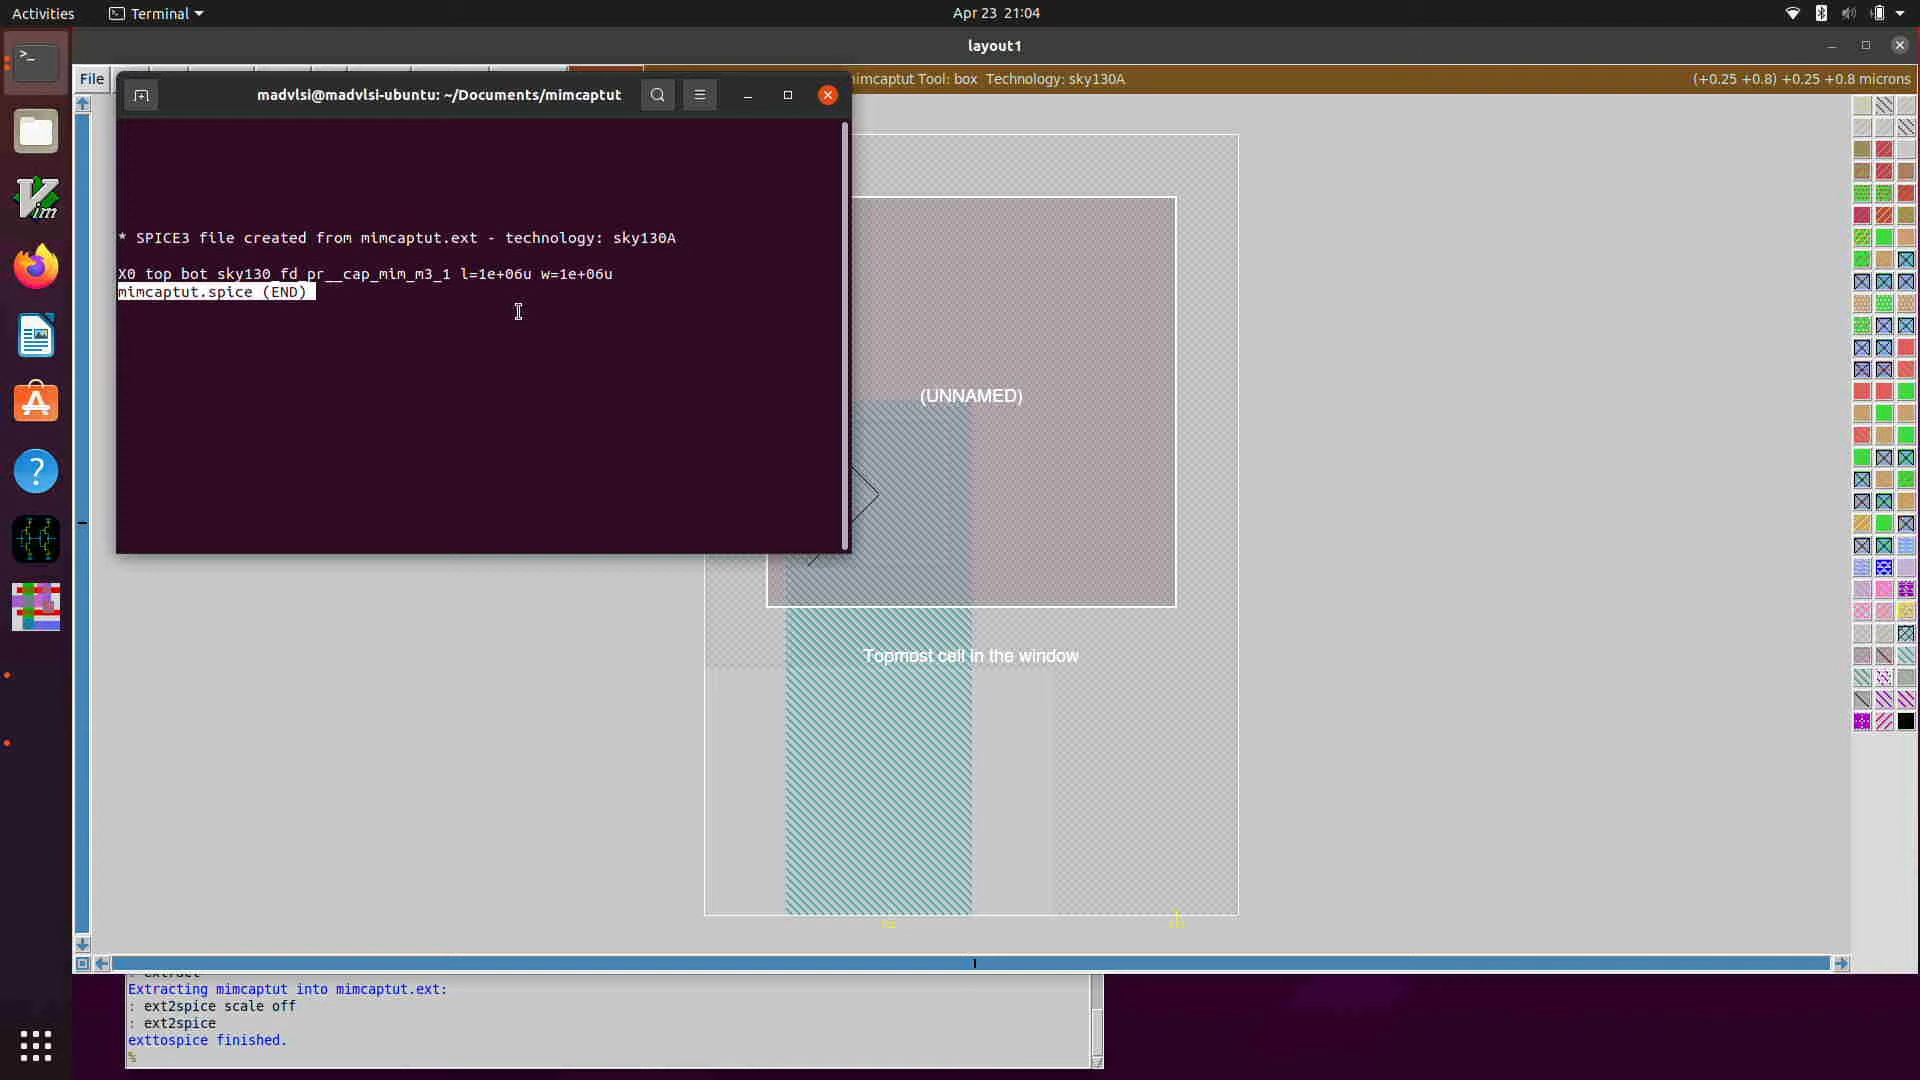 Activities
Terminal
Apr 23 21:04
layout1
File
mimcaptut Tool: box Technology: sky130A
(+0.25 +0.8) +0.25 +0.8 microns
madvlsi@madvlsi-ubuntu: ~/Documents/mimcaptut
* SPICE3 file created from mimcaptut.ext - technology: sky130A
X0 top bot sky130_fd_pr__cap_mim_m3_1 l=1e+06u w=1e+06u
mimcaptut.spice (END)
(UNNAMED)
Topmost cell in the window
: extract
Extracting mimcaptut into mimcaptut.ext:
: ext2spice scale off
: ext2spice
exttospice finished.
%